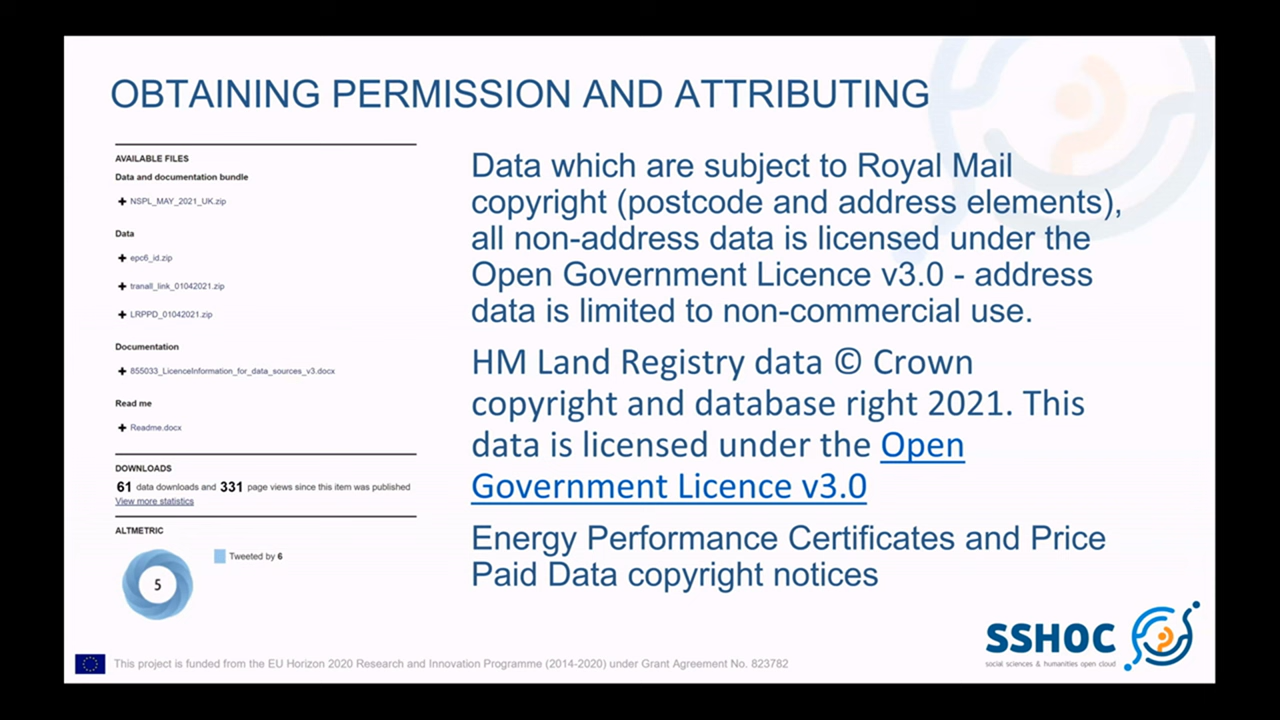 OBTAINING PERMISSION AND ATTRIBUTING
AVAILABLE FILES
Data and documentation bundle
NSPL_MAY_2021_UK.zip
Data
epc6_id.zip
tranall_link_01042021.zip
LRPPD_01042021.zip
Documentation
855033_LicenceInformation_for_data_sources_v3.docx
Read me
Readme.docx
DOWNLOADS
61 data downloads and 331 page views since this item was published
View more statistics
ALTMETRIC
5
Tweeted by 6
Data which are subject to Royal Mail
copyright (postcode and address elements),
all non-address data is licensed under the
Open Government Licence v3.0 - address
data is limited to non-commercial use.
HM Land Registry data © Crown
copyright and database right 2021. This
data is licensed under the Open
Government Licence v3.0
Energy Performance Certificates and Price
Paid Data copyright notices
SSHOC
social sciences & humanities open cloud
This project is funded from the EU Horizon 2020 Research and Innovation Programme (2014-2020) under Grant Agreement No. 823782